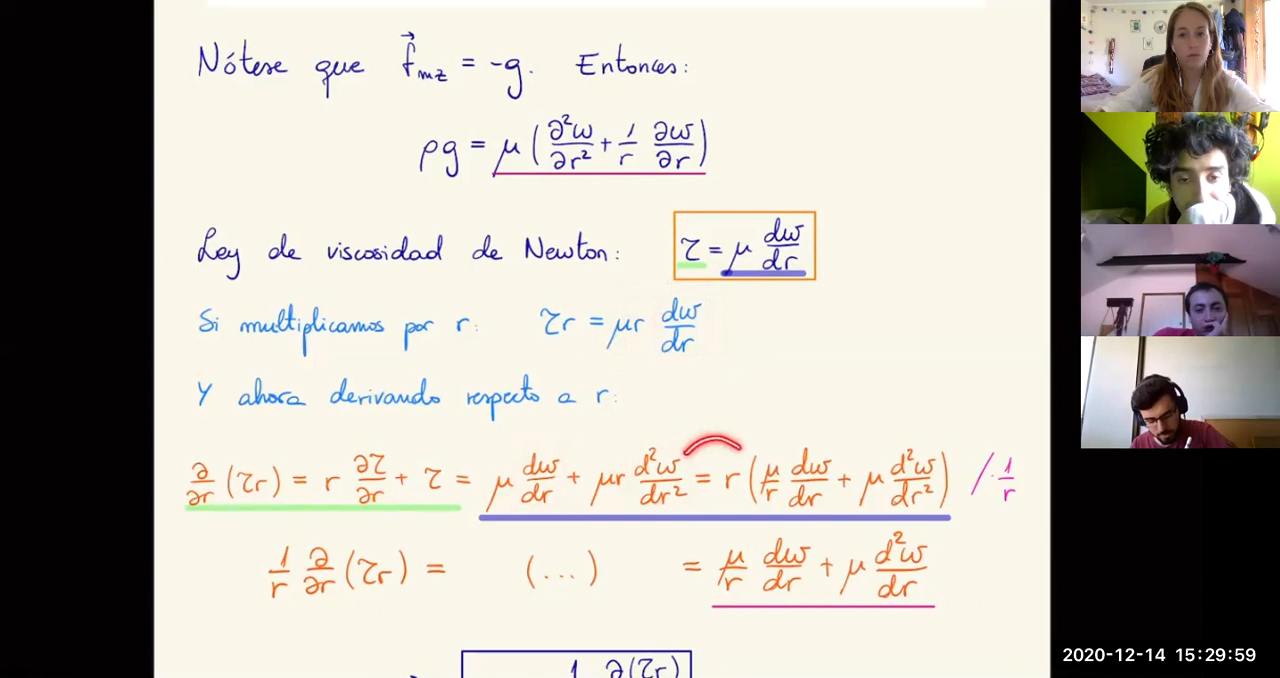 Nótese que f⃗mz = -g. Entonces:
ρg = μ (∂²w/∂r² + 1/r ∂w/∂r)
Ley de viscosidad de Newton: τ = μ dw/dr
Si multiplicamos por r: τr = μr dw/dr
Y ahora derivando respecto a r:
∂/∂r (τr) = r ∂τ/∂r + τ = μ dw/dr + μr d²w/dr² = r (μ/r dw/dr + μ d²w/dr²) / · 1/r
1/r ∂/∂r (τr) = (...) = μ/r dw/dr + μ d²w/dr
1 ∂(τr)
2020-12-14 15:29:59